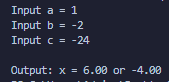 Input a = 1
Input b = -2
Input c = -24
Output: x = 6.00 or -4.00